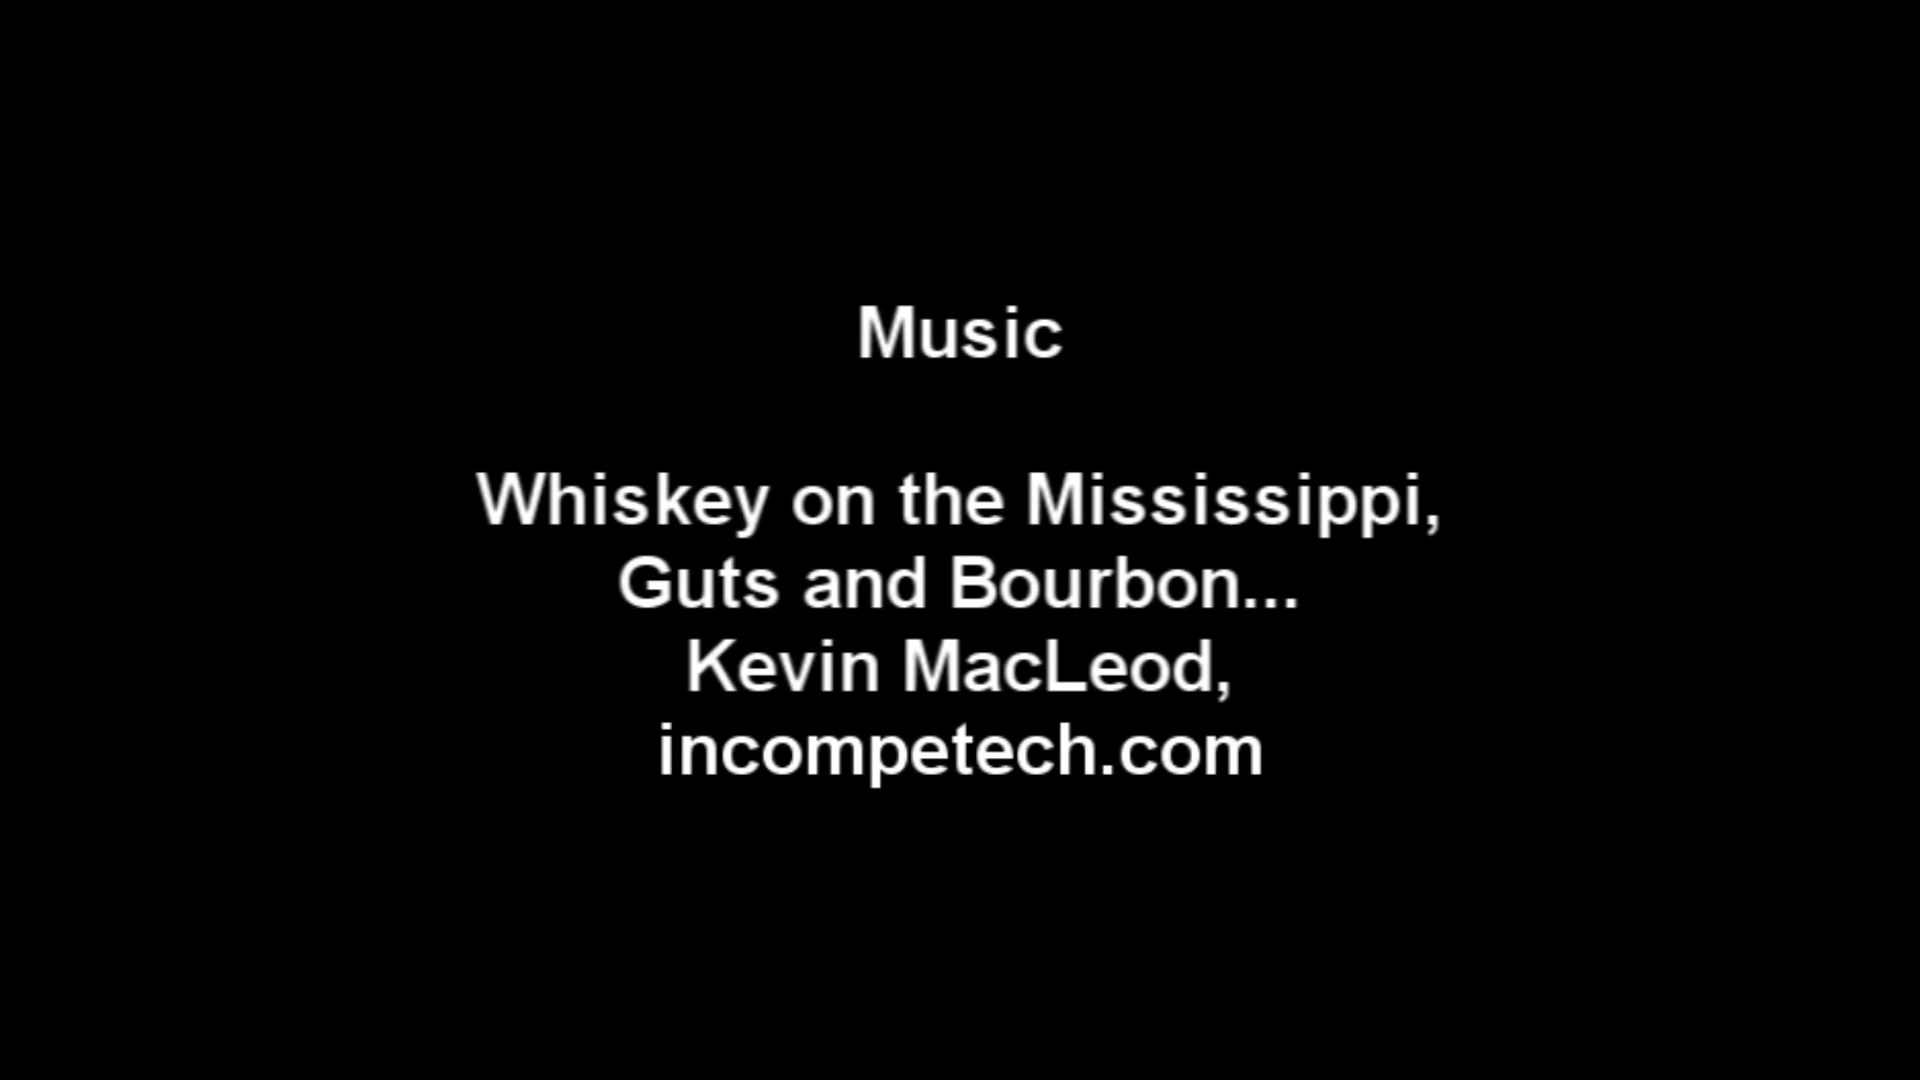 Music
Whiskey on the Mississippi,
Guts and Bourbon...
Kevin MacLeod,
incompetech.com